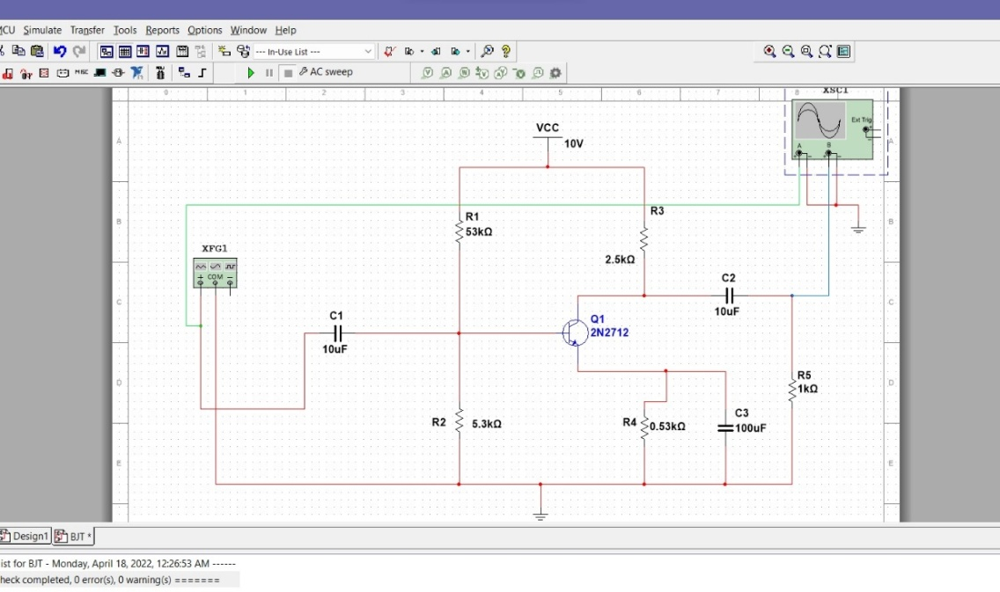 MCU Simulate Transfer Tools Reports Options Window Help
--- In-Use List ---
MISC AC sweep
0 1 2 3 4 5 6 7 8
XSC1
Ext Trig
A B
VCC
10V
A A
R1
53kΩ
R3
B B
XFG1
COM
2.5kΩ
C2
10uF
C C
C1
10uF
Q1
2N2712
R5
1kΩ
D D
R2 5.3kΩ
R4 0.53kΩ
C3
100uF
E E
Design1 BJT *
ist for BJT - Monday, April 18, 2022, 12:26:53 AM ------
heck completed, 0 error(s), 0 warning(s) =======